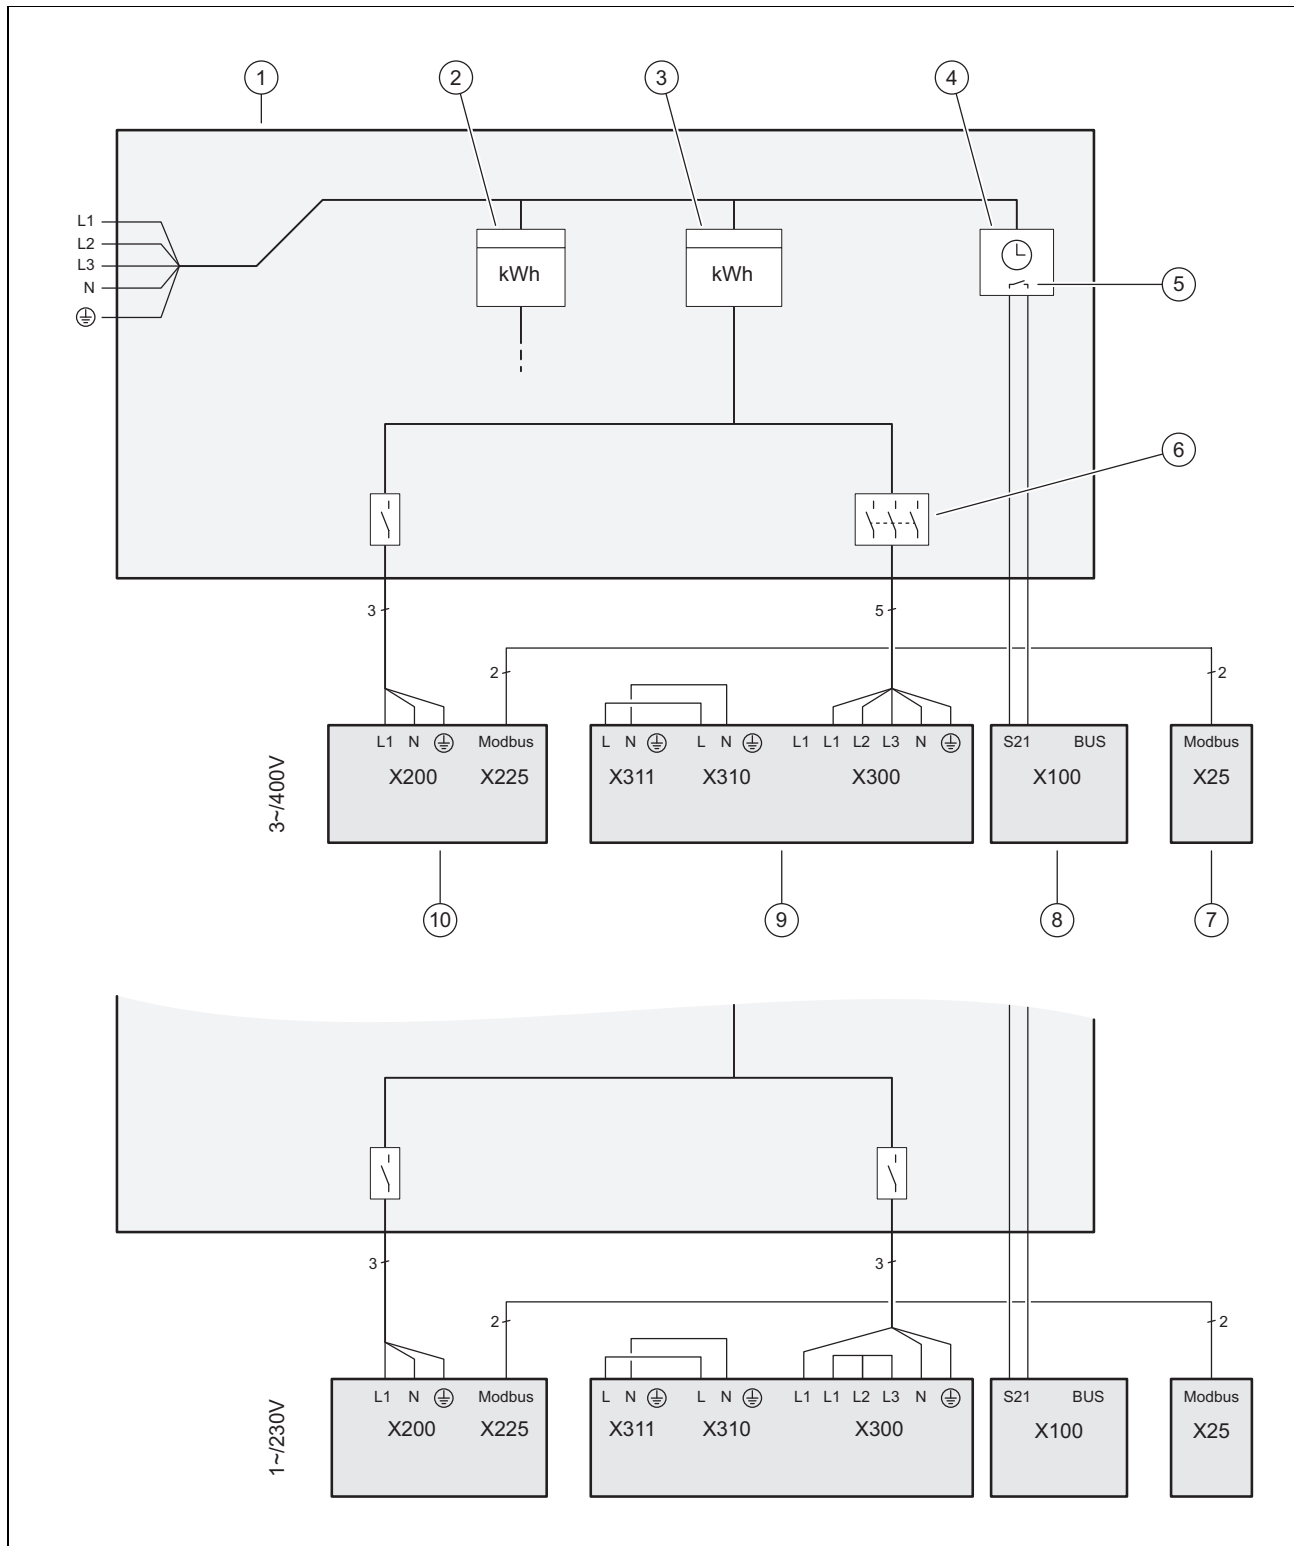 1 2 3 4
L1
L2
L3
N
kWh kWh
5
6
3 5
2 2
L1 N Modbus L N L N L1 L1 L2 L3 N S21 BUS Modbus
X200 X225 X311 X310 X300 X100 X25
3~/400V
10 9 8 7
3 3
2 2
L1 N Modbus L N L N L1 L1 L2 L3 N S21 BUS Modbus
X200 X225 X311 X310 X300 X100 X25
1~/230V